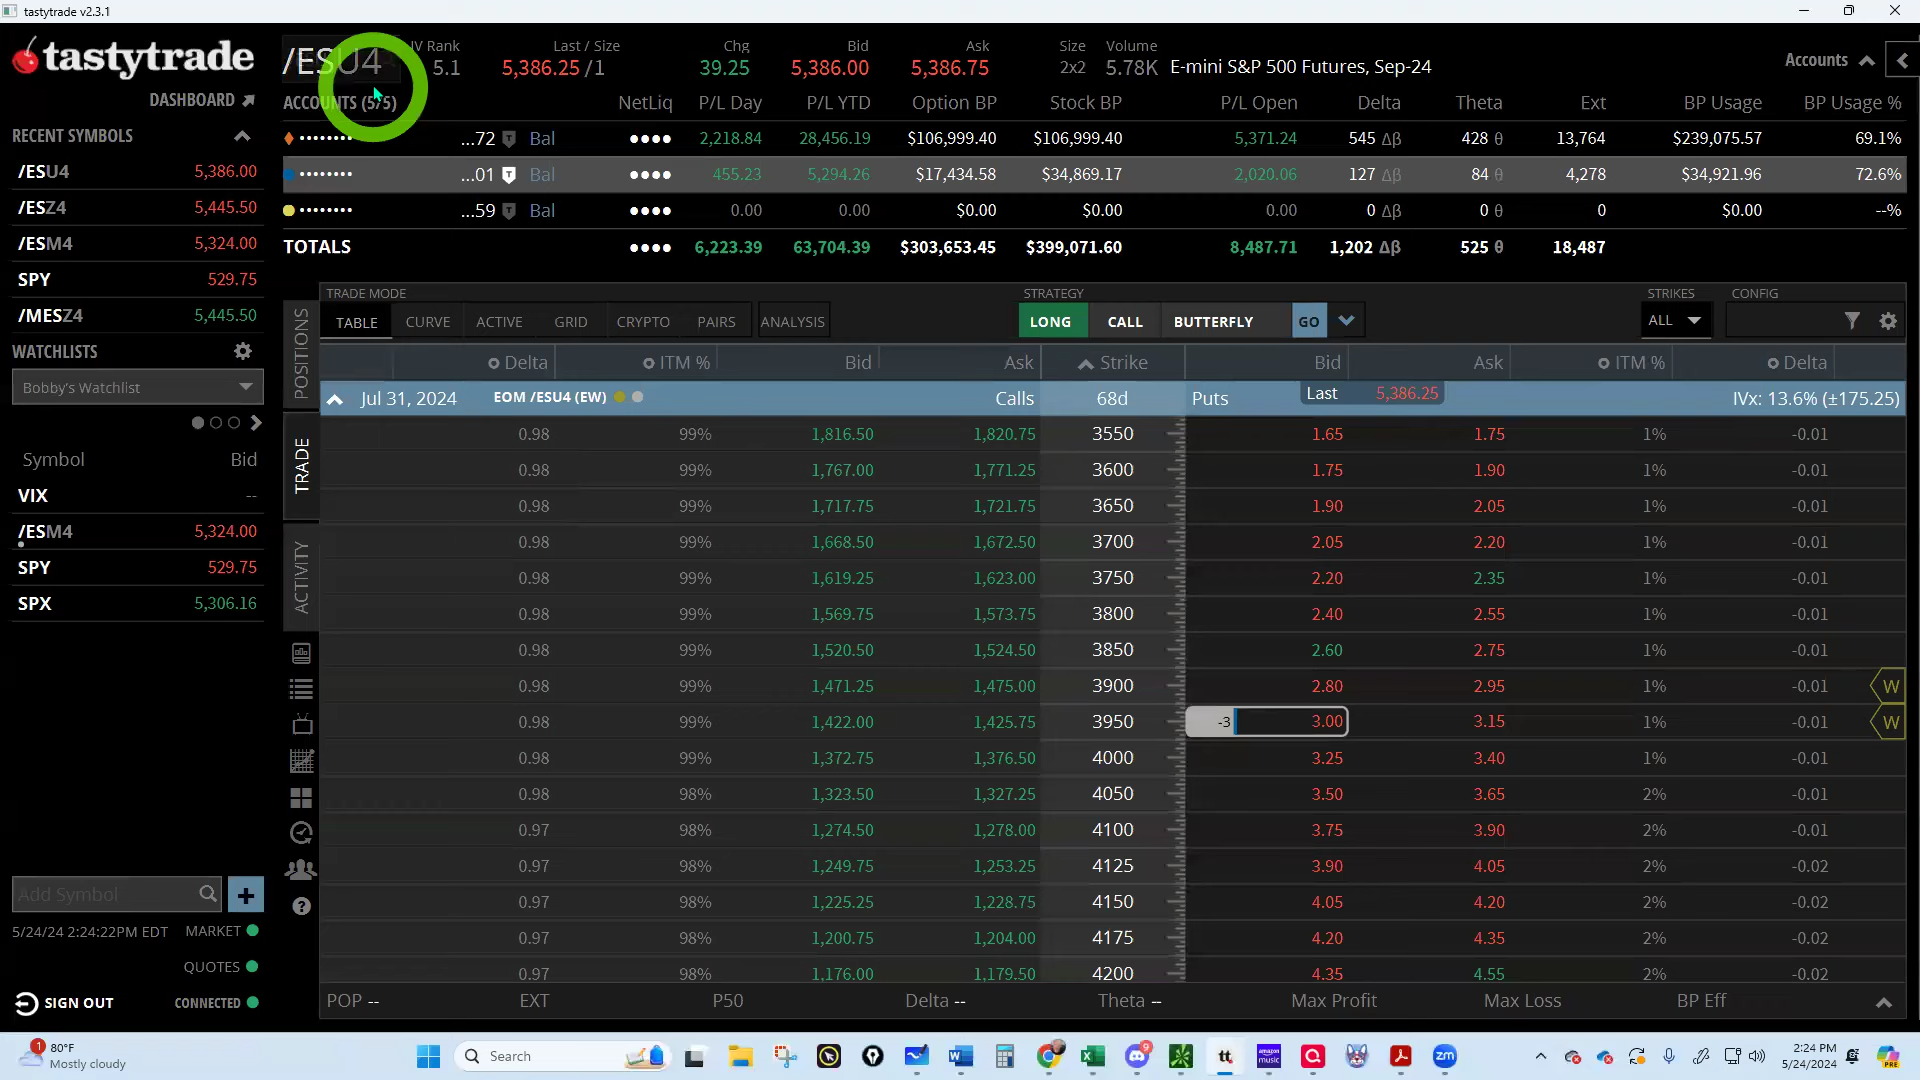 tastytrade v2.3.1
tastytrade
DASHBOARD
/ESU4
IV Rank
5.1
Last / Size
5,386.25 /1
Chg
39.25
Bid
5,386.00
Ask
5,386.75
Size
2x2
Volume
5.78K
E-mini S&P 500 Futures, Sep-24
Accounts
ACCOUNTS (5/5) NetLiq P/L Day P/L YTD Option BP Stock BP P/L Open Delta Theta Ext BP Usage BP Usage %
•••••••• ...72 T Bal •••• 2,218.84 28,456.19 $106,999.40 $106,999.40 5,371.24 545 Δβ 428 θ 13,764 $239,075.57 69.1%
•••••••• ...01 T Bal •••• 455.23 5,294.26 $17,434.58 $34,869.17 2,020.06 127 Δβ 84 θ 4,278 $34,921.96 72.6%
•••••••• ...59 T Bal •••• 0.00 0.00 $0.00 $0.00 0.00 0 Δβ 0 θ 0 $0.00 --%
TOTALS •••• 6,223.39 63,704.39 $303,653.45 $399,071.60 8,487.71 1,202 Δβ 525 θ 18,487
RECENT SYMBOLS
/ESU4 5,386.00
/ESZ4 5,445.50
/ESM4 5,324.00
SPY 529.75
/MESZ4 5,445.50
WATCHLISTS
Bobby's Watchlist
Symbol Bid
VIX --
/ESM4 5,324.00
SPY 529.75
SPX 5,306.16
Add Symbol
5/24/24 2:24:22PM EDT MARKET
QUOTES
SIGN OUT CONNECTED
POSITIONS
TRADE
ACTIVITY
TRADE MODE
TABLE CURVE ACTIVE GRID CRYPTO PAIRS ANALYSIS
STRATEGY
LONG CALL BUTTERFLY GO
STRIKES
ALL
CONFIG
Delta ITM % Bid Ask Strike Bid Ask ITM % Delta
Jul 31, 2024 EOM /ESU4 (EW) Calls 68d Puts Last 5,386.25 IVx: 13.6% (±175.25)
0.98 99% 1,816.50 1,820.75 3550 1.65 1.75 1% -0.01
0.98 99% 1,767.00 1,771.25 3600 1.75 1.90 1% -0.01
0.98 99% 1,717.75 1,721.75 3650 1.90 2.05 1% -0.01
0.98 99% 1,668.50 1,672.50 3700 2.05 2.20 1% -0.01
0.98 99% 1,619.25 1,623.00 3750 2.20 2.35 1% -0.01
0.98 99% 1,569.75 1,573.75 3800 2.40 2.55 1% -0.01
0.98 99% 1,520.50 1,524.50 3850 2.60 2.75 1% -0.01
0.98 99% 1,471.25 1,475.00 3900 2.80 2.95 1% -0.01 W
0.98 99% 1,422.00 1,425.75 3950 -3 3.00 3.15 1% -0.01 W
0.98 99% 1,372.75 1,376.50 4000 3.25 3.40 1% -0.01
0.98 98% 1,323.50 1,327.25 4050 3.50 3.65 2% -0.01
0.97 98% 1,274.50 1,278.00 4100 3.75 3.90 2% -0.01
0.97 98% 1,249.75 1,253.25 4125 3.90 4.05 2% -0.02
0.97 98% 1,225.25 1,228.75 4150 4.05 4.20 2% -0.02
0.97 98% 1,200.75 1,204.00 4175 4.20 4.35 2% -0.02
0.97 98% 1,176.00 1,179.50 4200 4.35 4.55 2% -0.02
POP -- EXT P50 Delta -- Theta -- Max Profit Max Loss BP Eff
1
80°F
Mostly cloudy
Search
9
tt
amazon music
zm
2:24 PM
5/24/2024
PRE